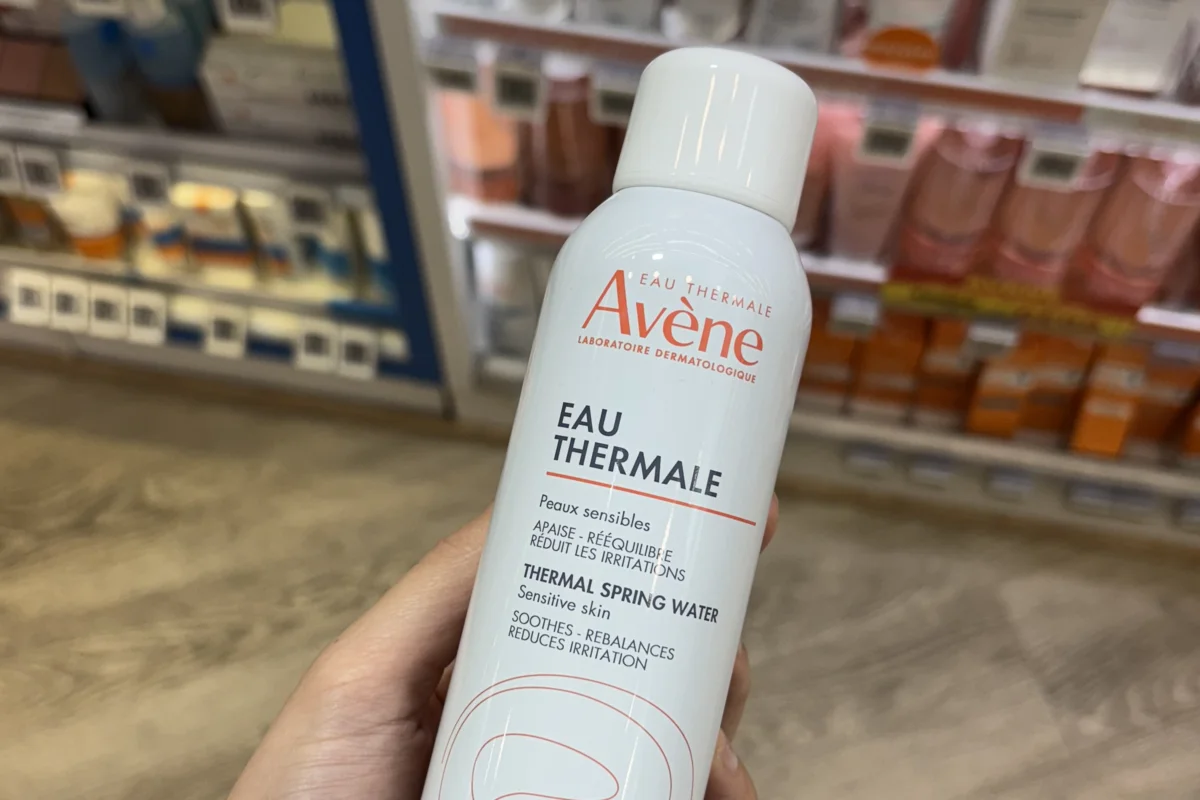 EAU THERMALE
Avène
LABORATOIRE DERMATOLOGIQUE
EAU
THERMALE
Peaux sensibles
APAISE - RÉÉQUILIBRE
RÉDUIT LES IRRITATIONS
THERMAL SPRING WATER
Sensitive skin
SOOTHES - REBALANCES
REDUCES IRRITATION